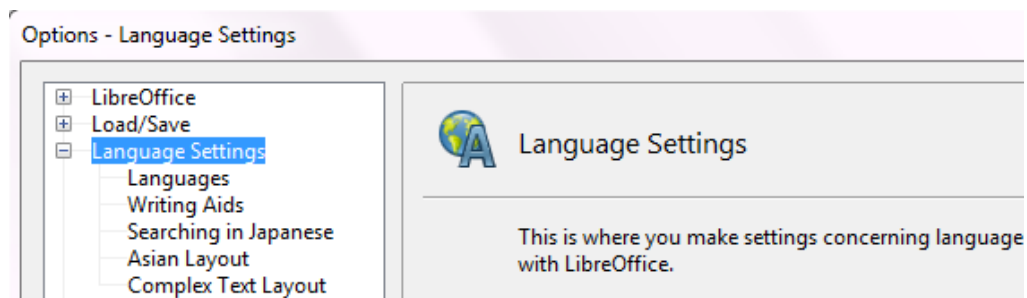 Options - Language Settings
LibreOffice
Load/Save
Language Settings
Languages
Writing Aids
Searching in Japanese
Asian Layout
Complex Text Layout
Language Settings
This is where you make settings concerning language
with LibreOffice.